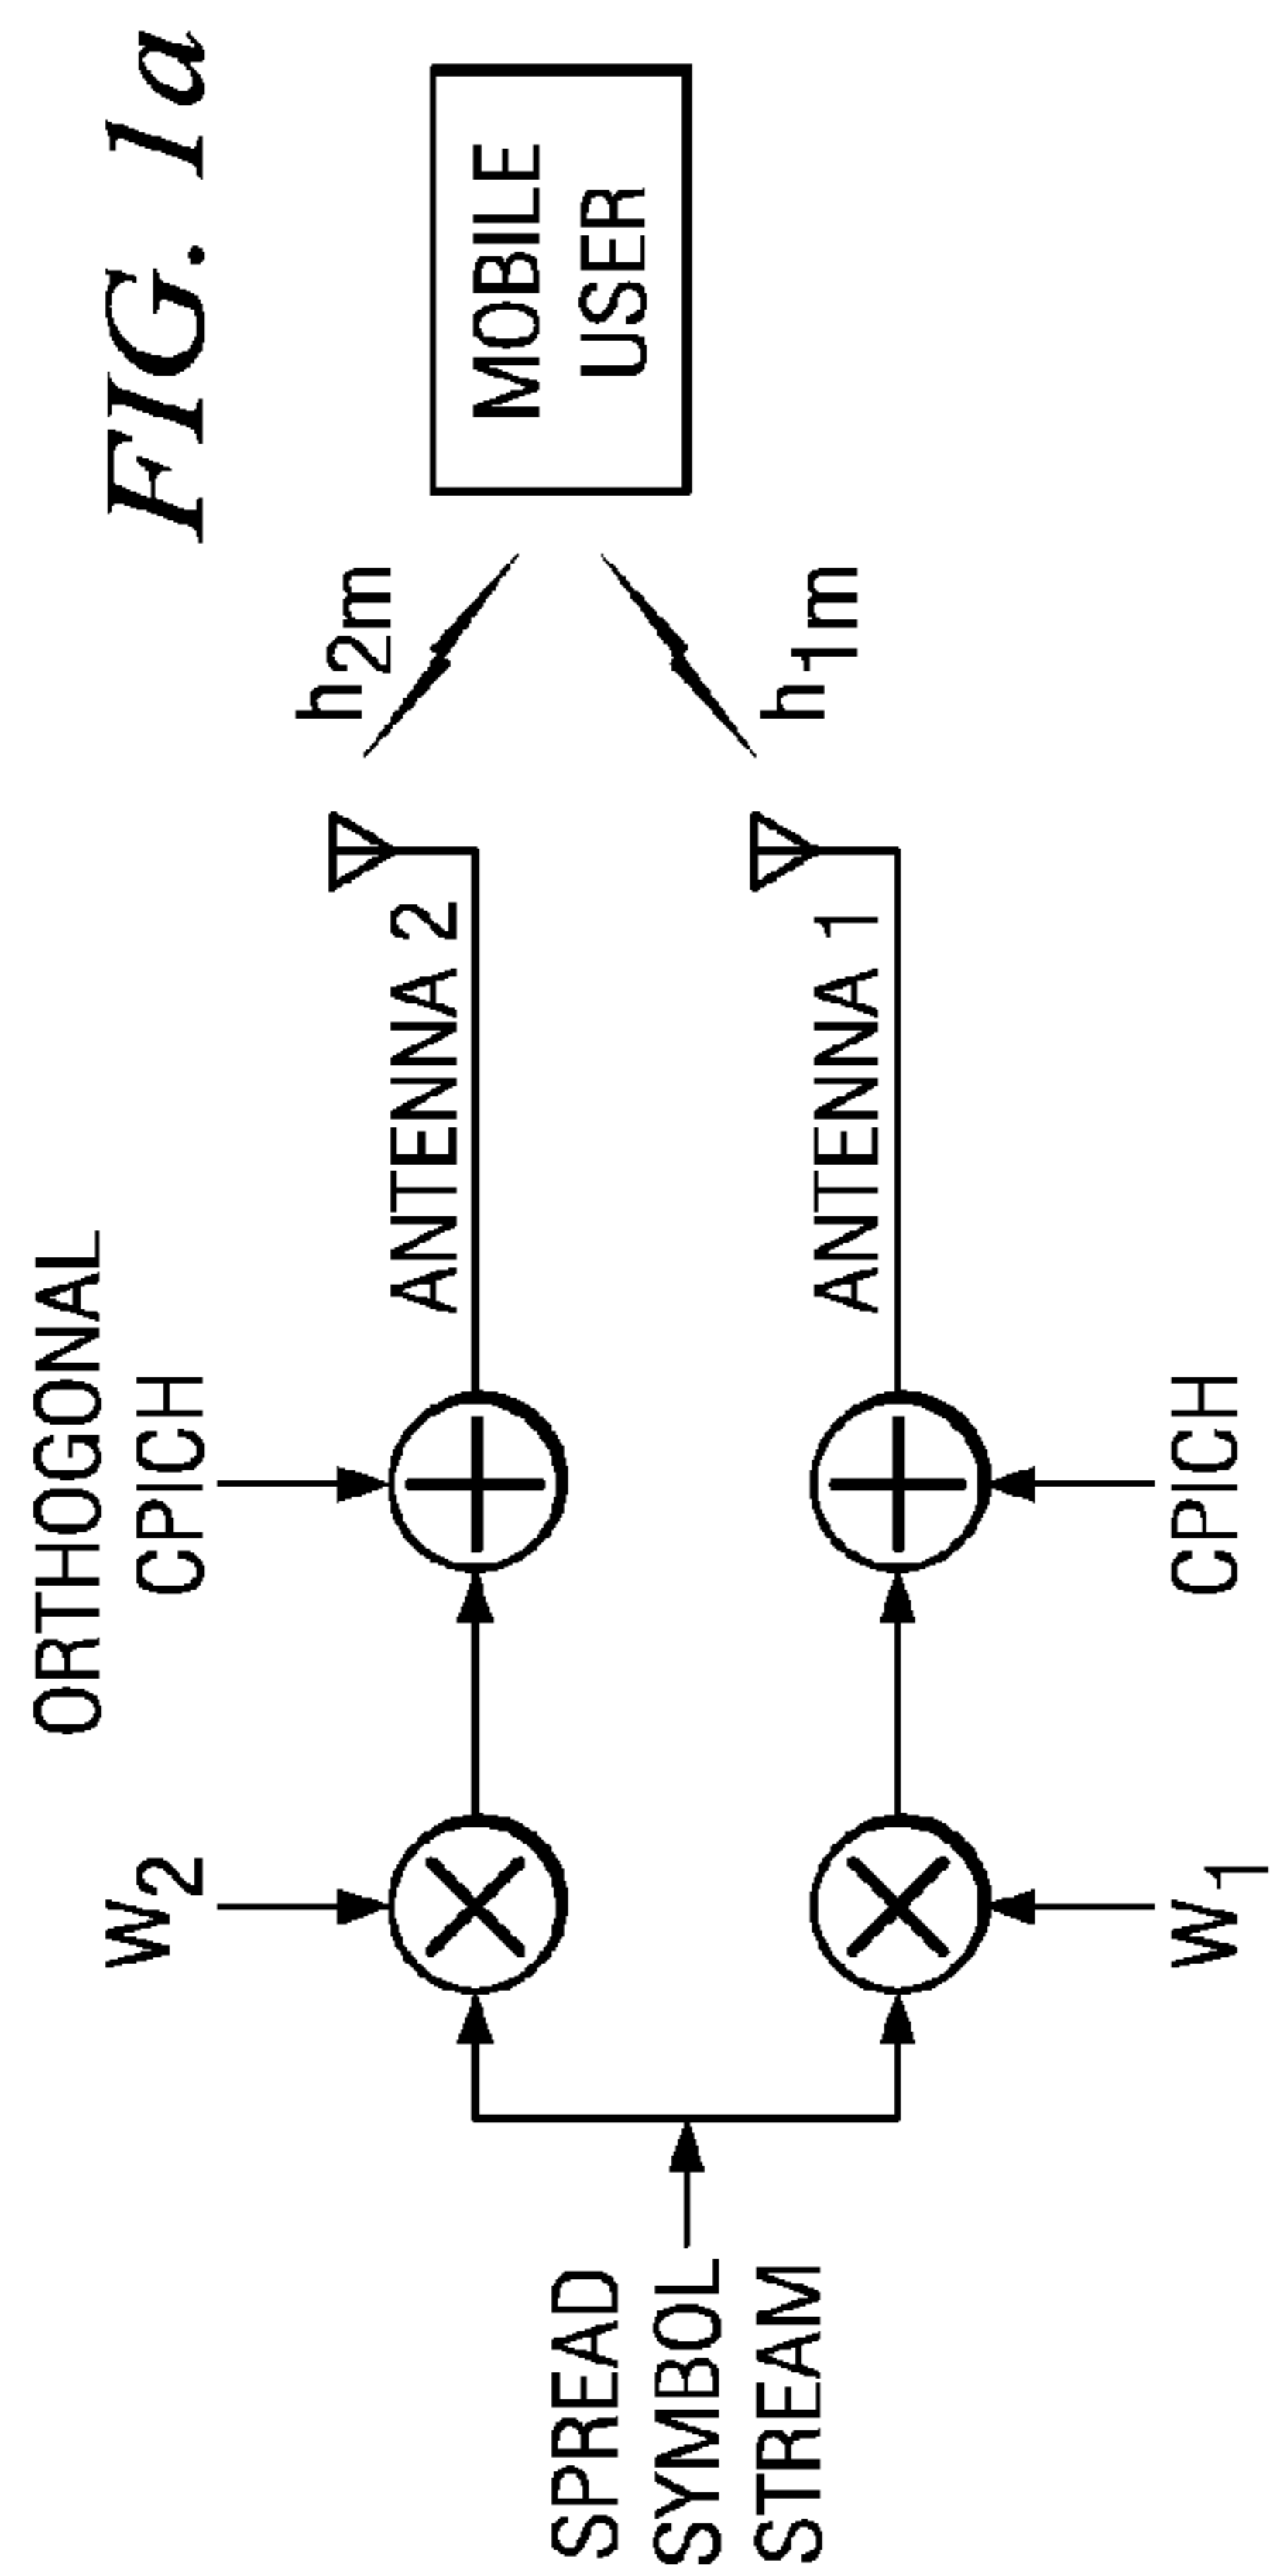 FIG. 1a
ORTHOGONAL
CPICH
W2
ANTENNA 2
h2m
MOBILE
USER
SPREAD
SYMBOL
STREAM
ANTENNA 1
h1m
W1
CPICH